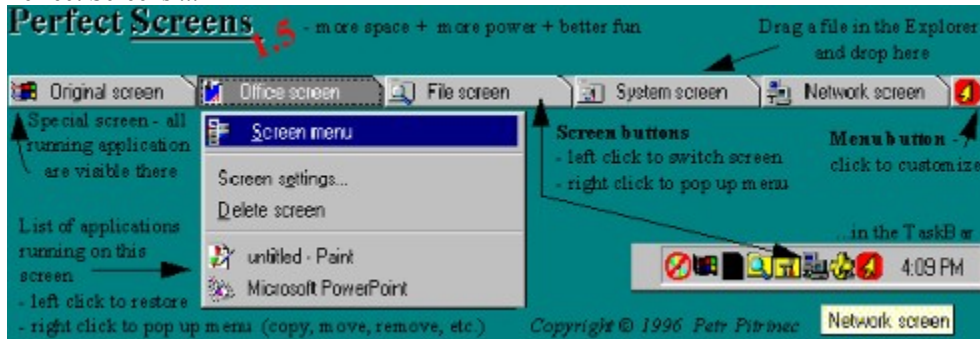 Perfect Screens 1.5 - more space + more power + better fun
Drag a file in the Explorer
and drop here
Original screen
Office screen
File screen
System screen
Network screen
Special screen - all
running application
are visible there
Screen menu
Screen settings...
Delete screen
untitled - Paint
Microsoft PowerPoint
Screen buttons
- left click to switch screen
- right click to pop up menu
Menu button -
click to customize
List of applications
running on this
screen
- left click to restore
- right click to pop up menu (copy, move, remove, etc.)
...in the TaskBar
4:09 PM
Copyright © 1996 Petr Pitrinec
Network screen